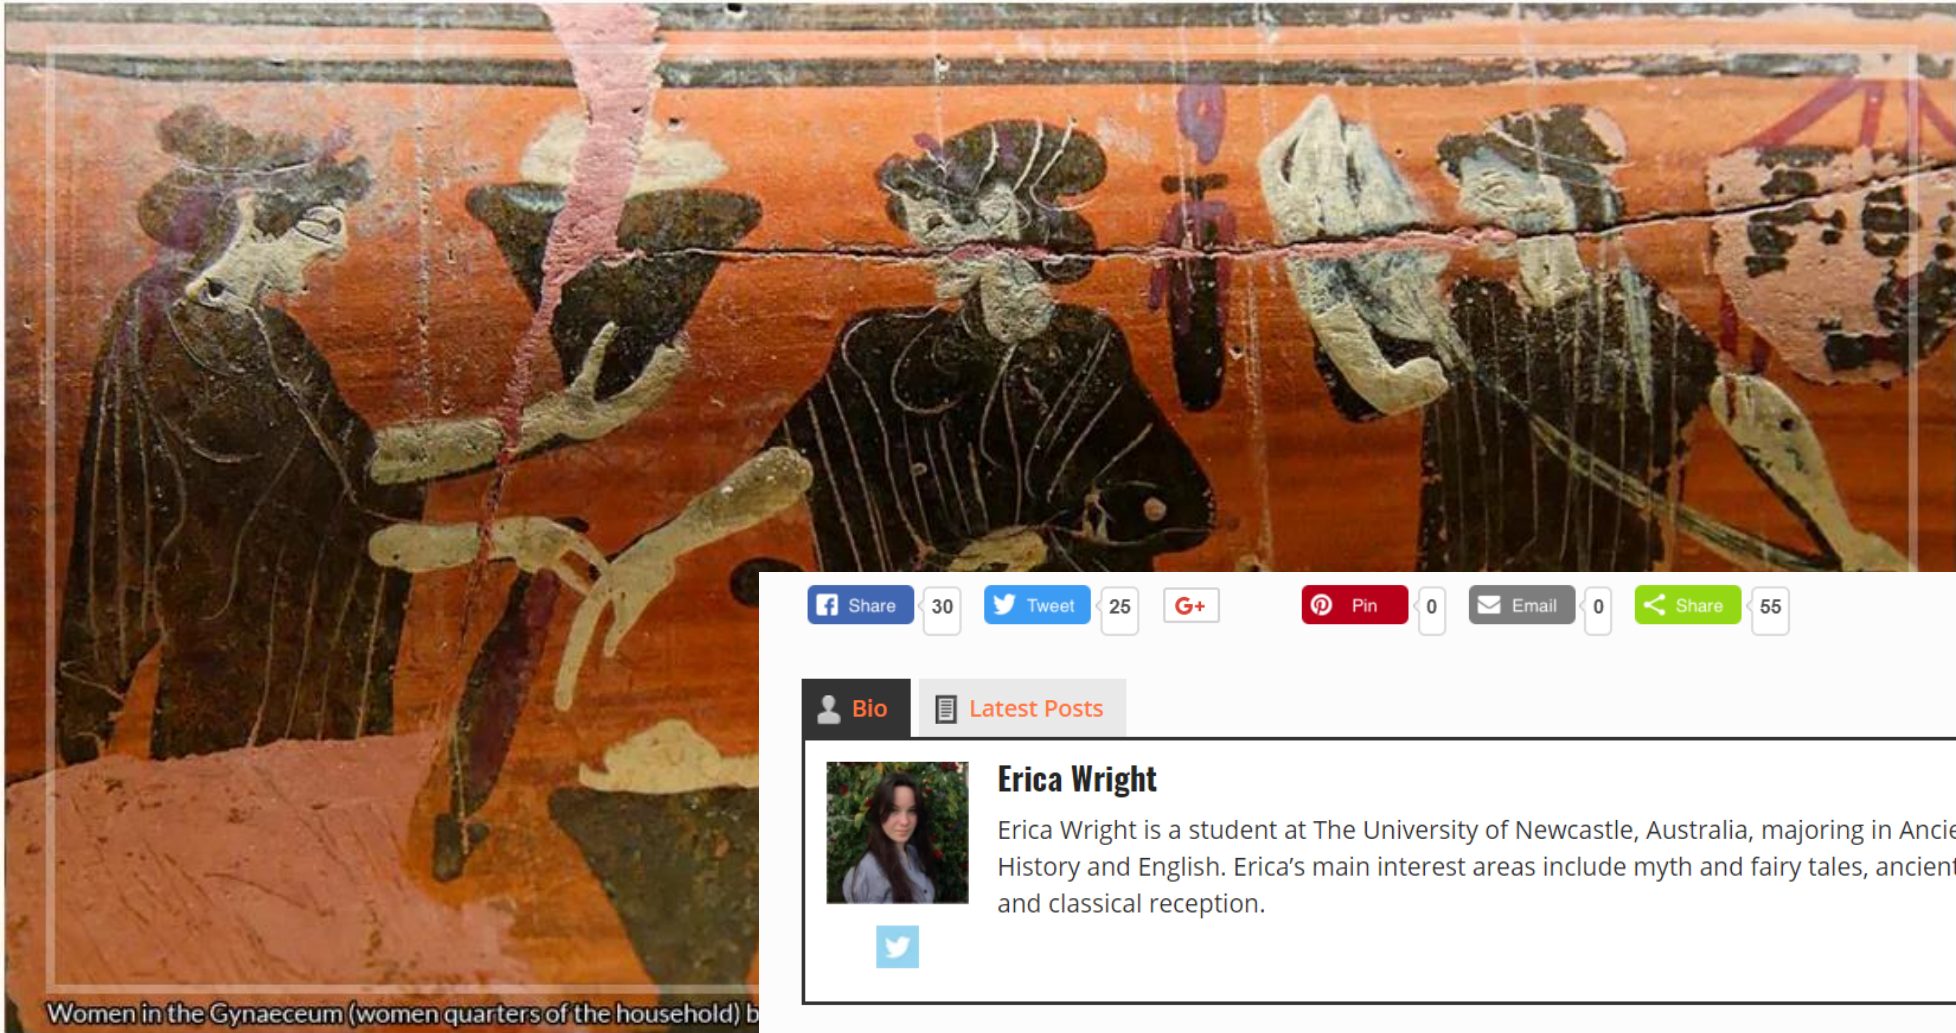 Share 30 Tweet 25 G+ Pin 0 Email 0 Share 55
Bio Latest Posts
Erica Wright
Erica Wright is a student at The University of Newcastle, Australia, majoring in Ancie
History and English. Erica’s main interest areas include myth and fairy tales, ancient
and classical reception.
Women in the Gynaeceum (women quarters of the household) b